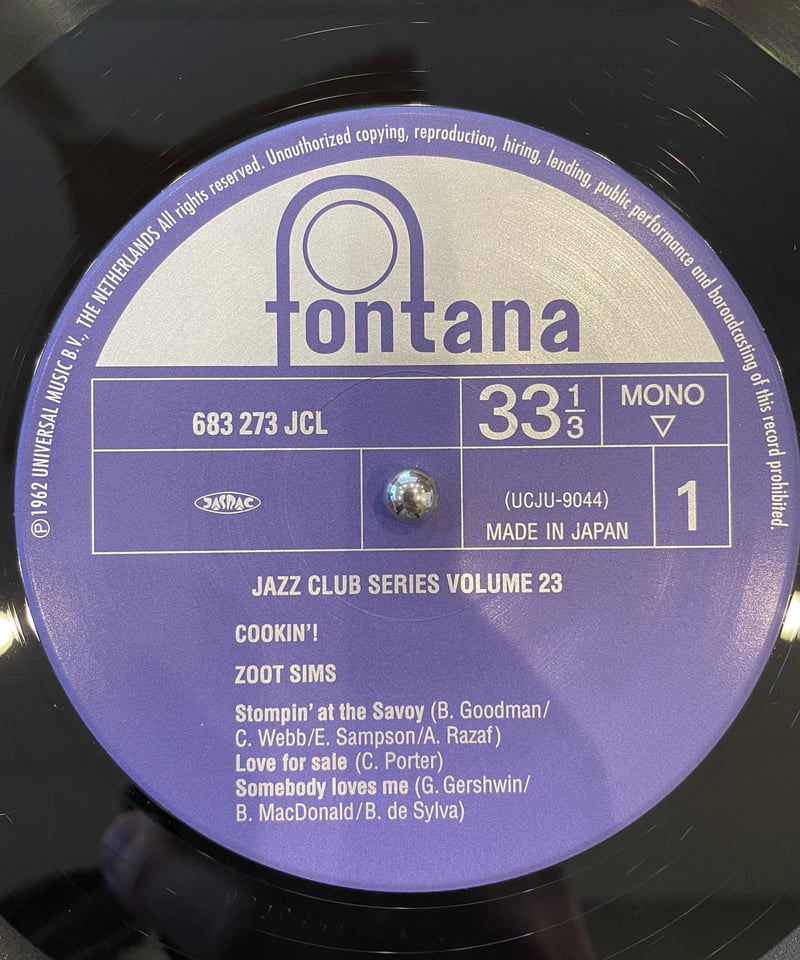 ℗ 1962 UNIVERSAL MUSIC B.V., THE NETHERLANDS All rights reserved. Unauthorized copying, reproduction, hiring, lending, public performance and boroadcasting of this record prohibited.
fontana
683 273 JCL
33 1/3
MONO
▽
JASRAC
(UCJU-9044)
MADE IN JAPAN
1
JAZZ CLUB SERIES VOLUME 23
COOKIN'!
ZOOT SIMS
Stompin' at the Savoy (B. Goodman/
C. Webb/E. Sampson/A. Razaf)
Love for sale (C. Porter)
Somebody loves me (G. Gershwin/
B. MacDonald/B. de Sylva)